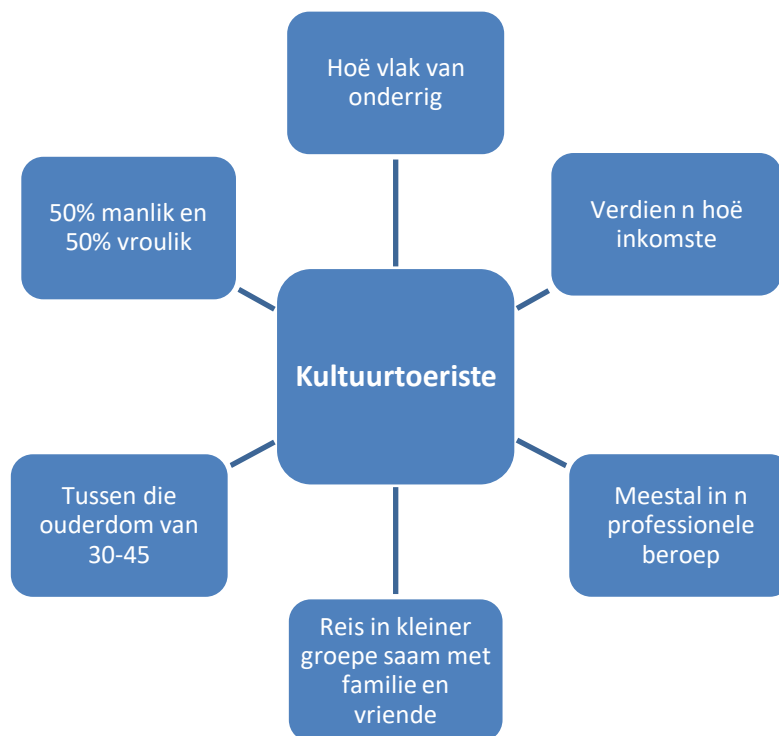 Hoë vlak van
onderrig
50% manlik en
50% vroulik
Verdien n hoë
inkomste
Kultuurtoeriste
Tussen die
ouderdom van
30-45
Meestal in n
professionele
beroep
Reis in kleiner
groepe saam met
familie en
vriende